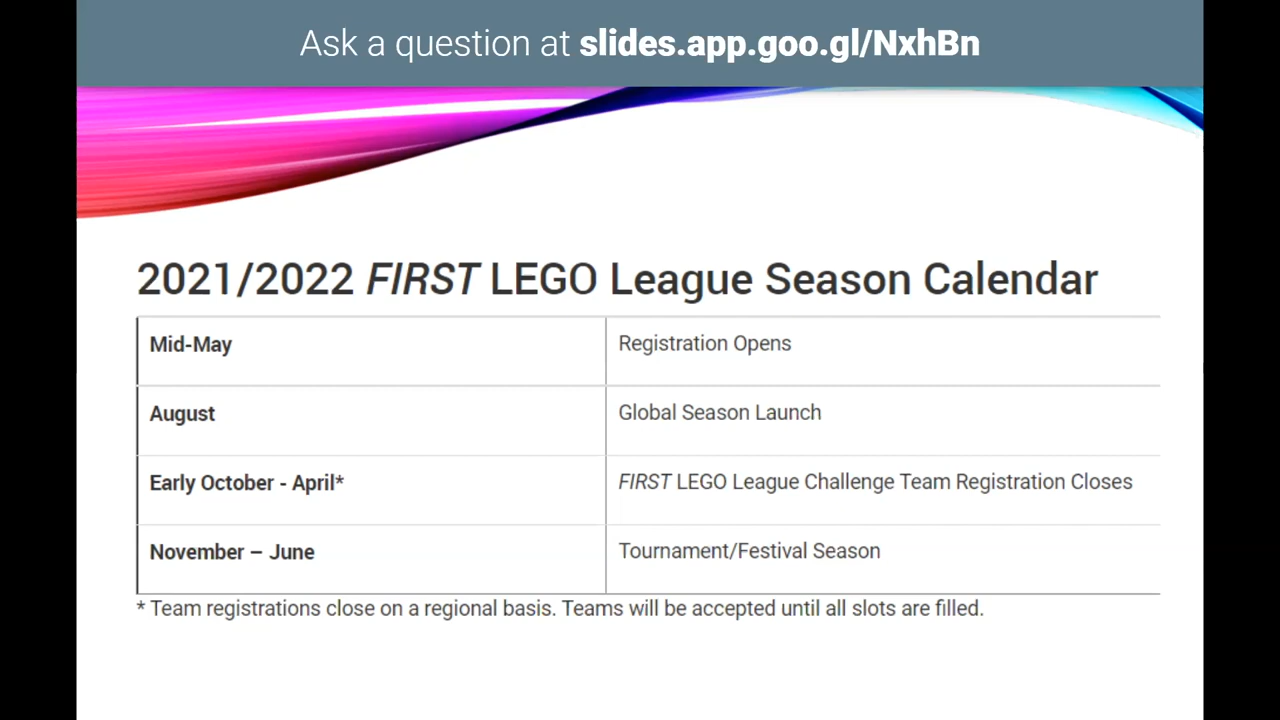 Ask a question at slides.app.goo.gl/NxhBn
2021/2022 FIRST LEGO League Season Calendar
Mid-May Registration Opens
August Global Season Launch
Early October - April* FIRST LEGO League Challenge Team Registration Closes
November – June Tournament/Festival Season
* Team registrations close on a regional basis. Teams will be accepted until all slots are filled.